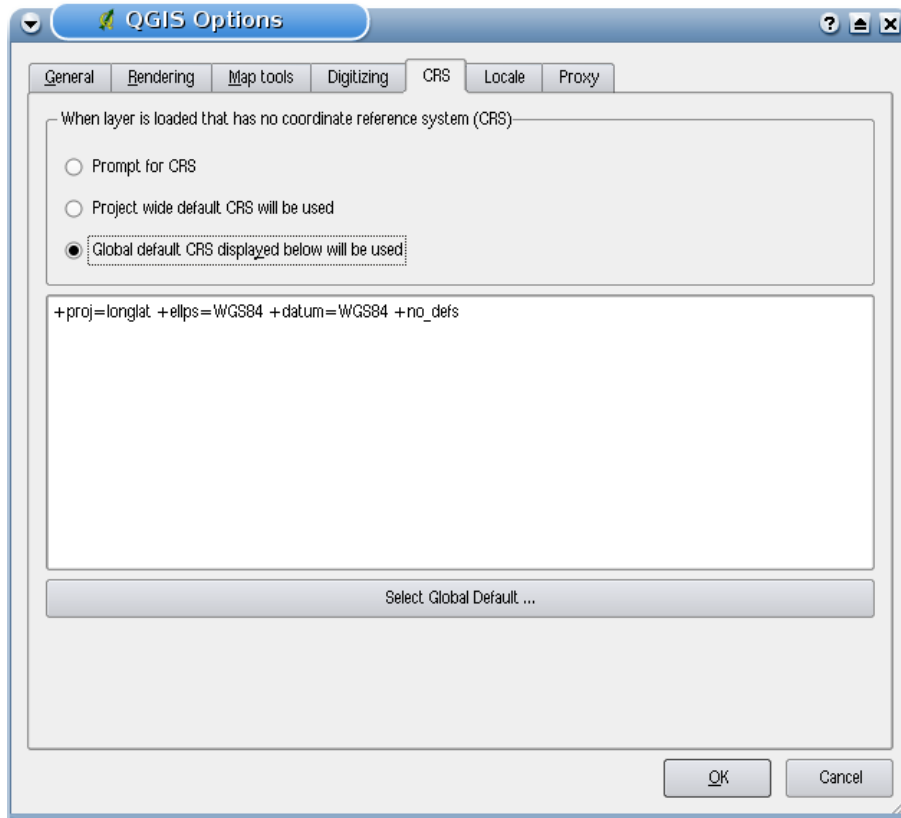 QGIS Options
General Rendering Map tools Digitizing CRS Locale Proxy
When layer is loaded that has no coordinate reference system (CRS)
Prompt for CRS
Project wide default CRS will be used
Global default CRS displayed below will be used
+proj=longlat +ellps=WGS84 +datum=WGS84 +no_defs
Select Global Default ...
OK Cancel